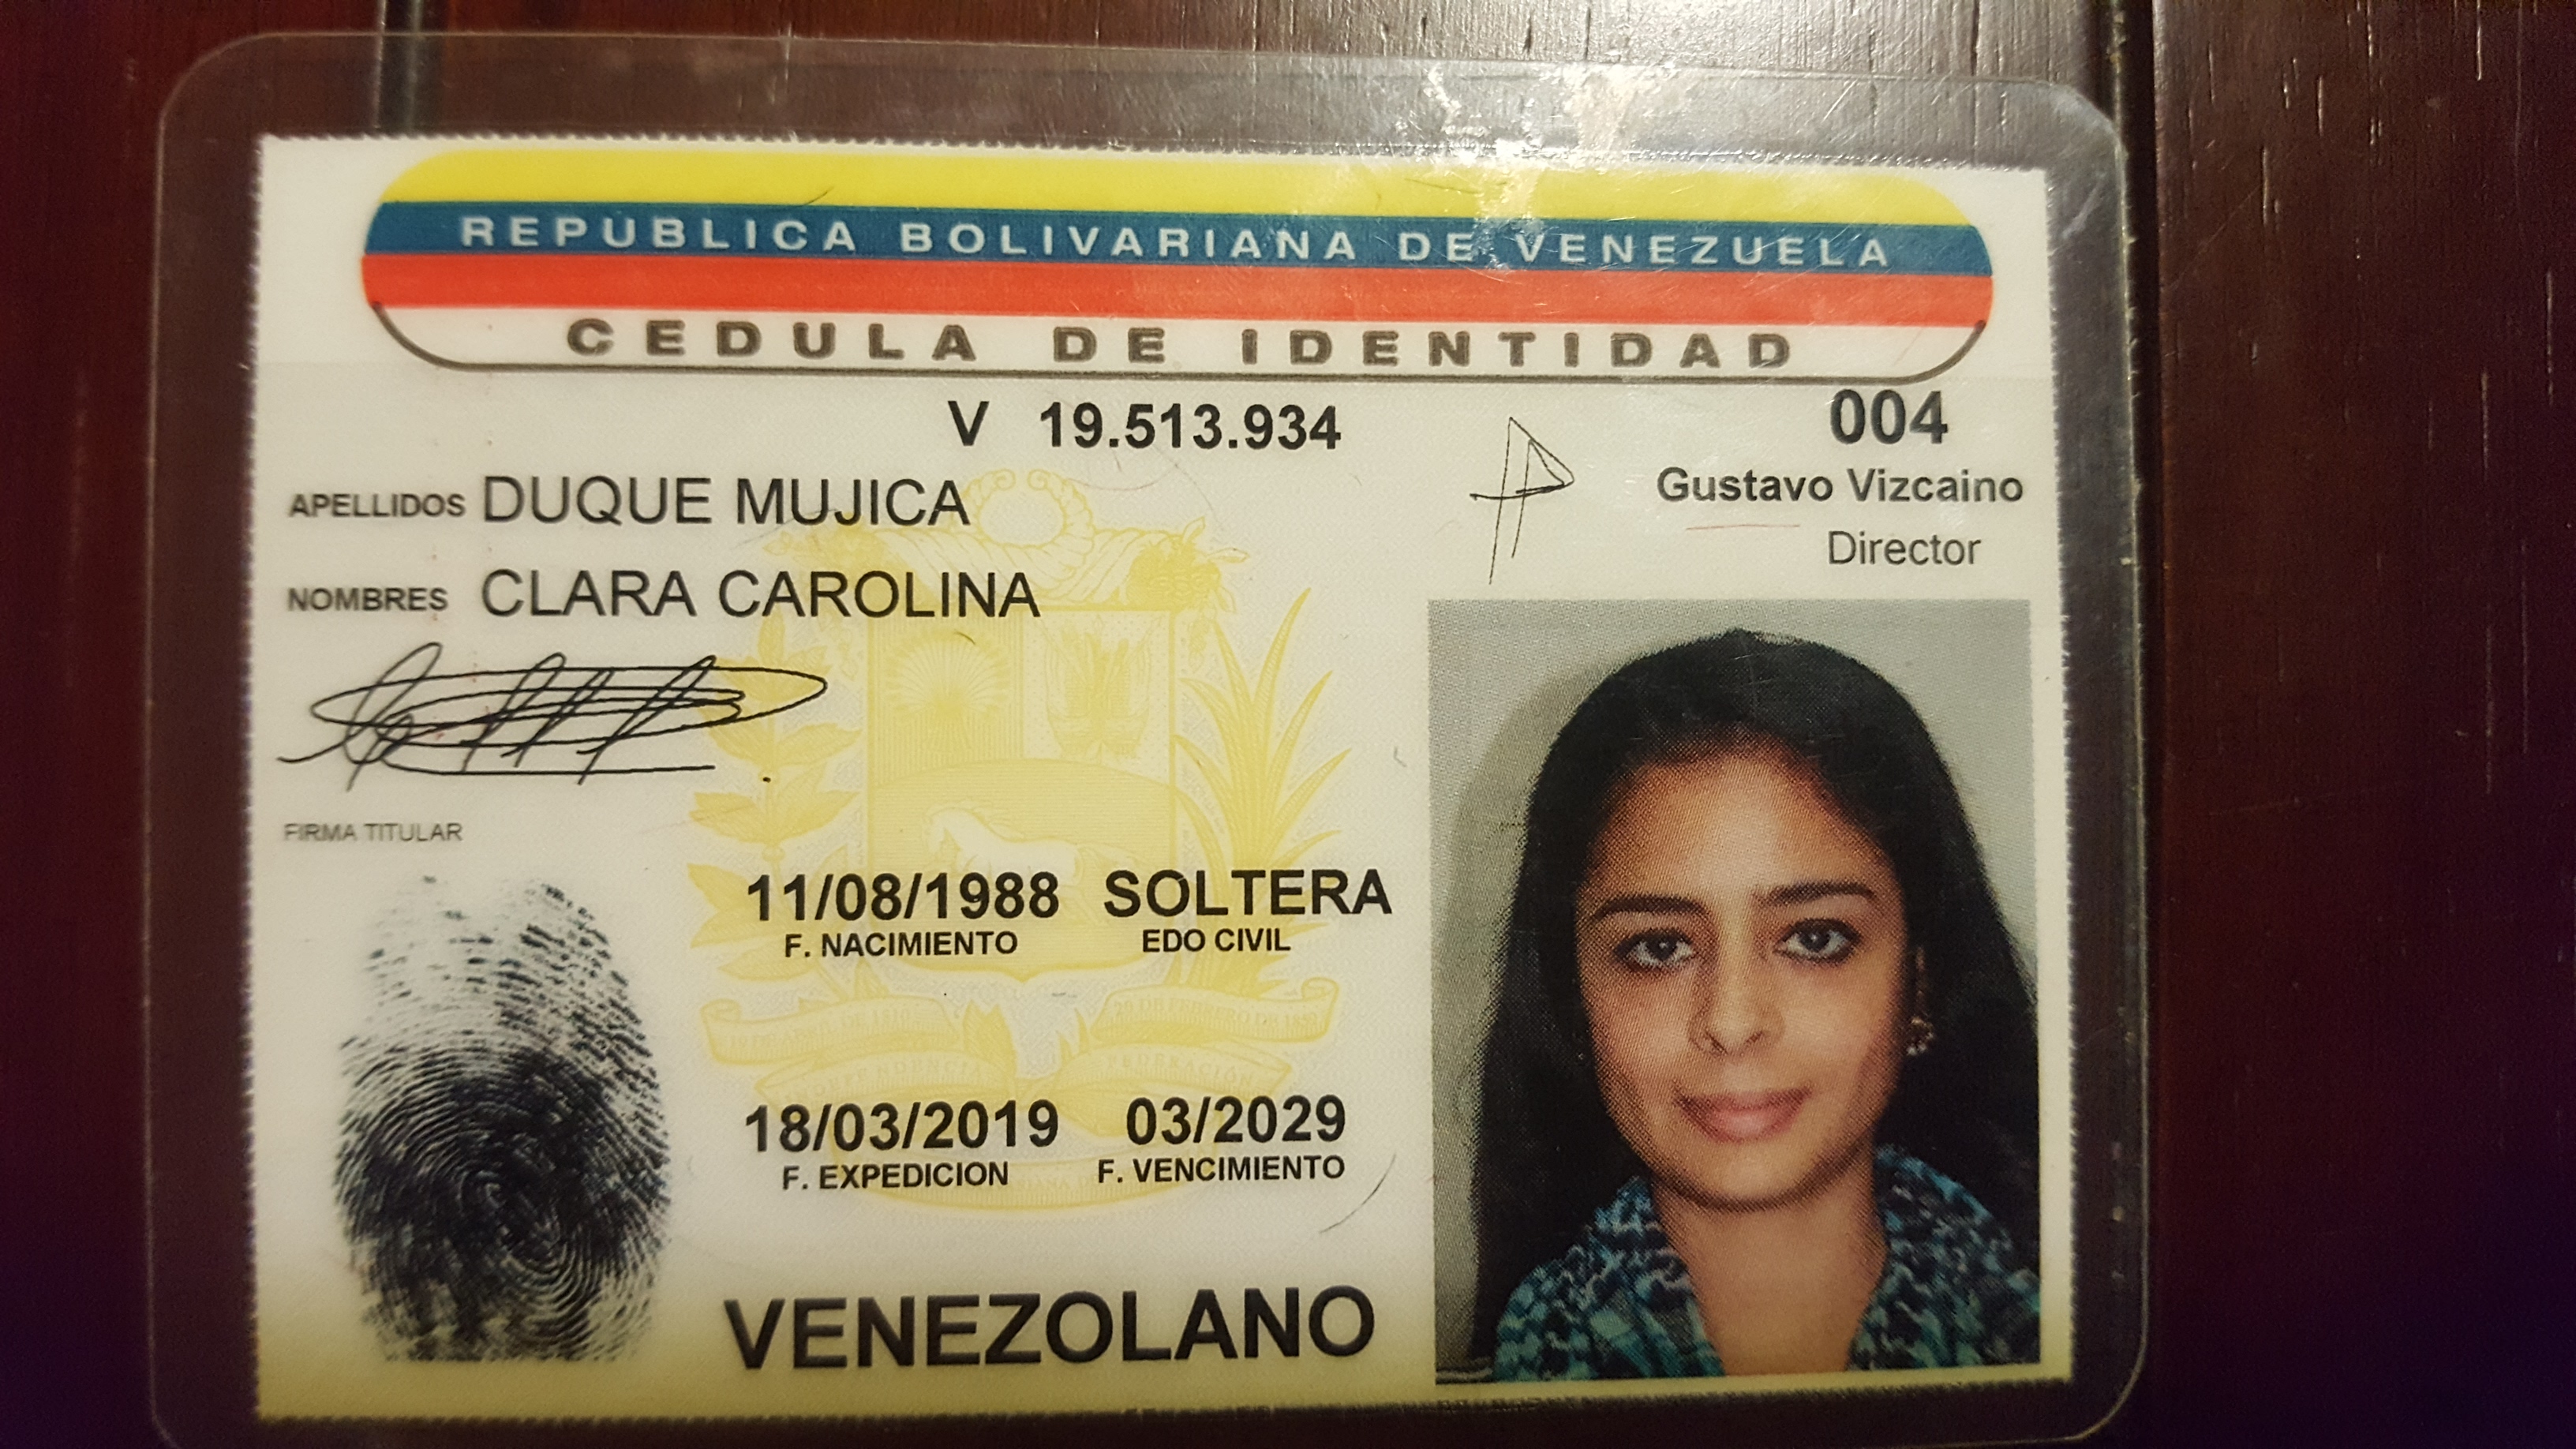 REPÚBLICA BOLIVARIANA DE VENEZUELA
CEDULA DE IDENTIDAD
V 19.513.934
004
APELLIDOS DUQUE MUJICA
Gustavo Vizcaino
Director
NOMBRES CLARA CAROLINA
FIRMA TITULAR
11/08/1988 SOLTERA
F. NACIMIENTO EDO CIVIL
18/03/2019 03/2029
F. EXPEDICION F. VENCIMIENTO
VENEZOLANO